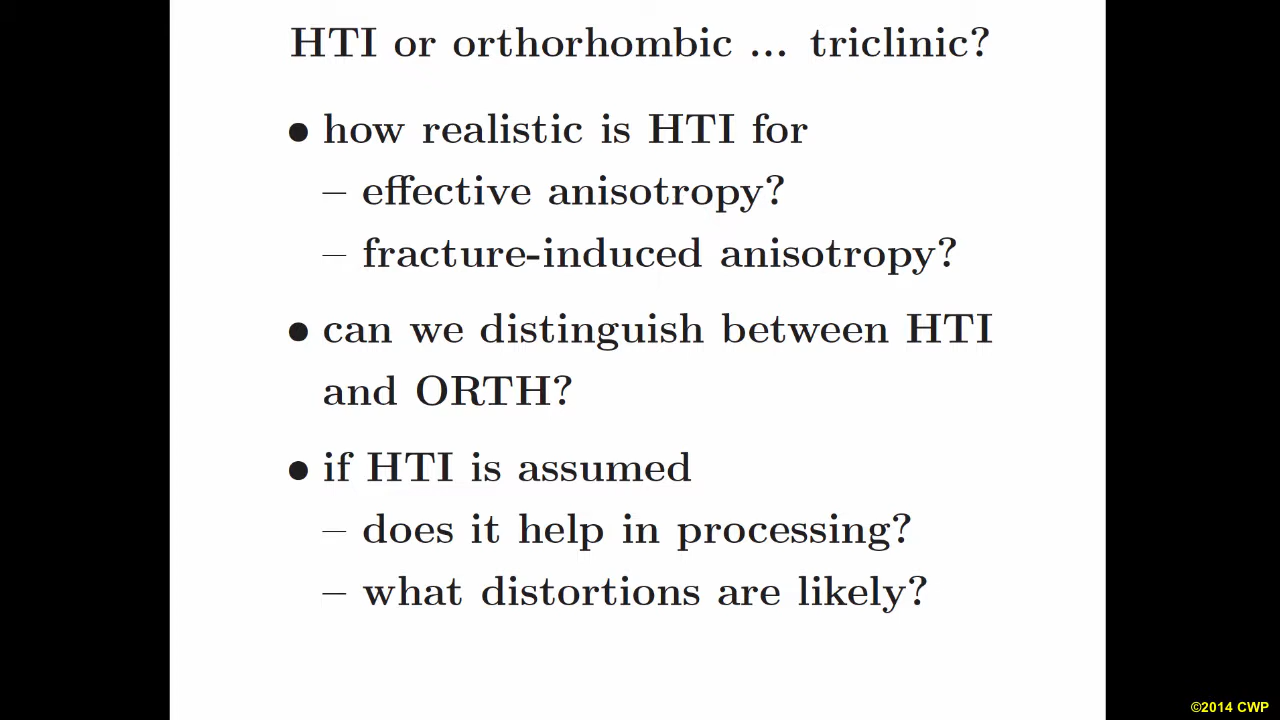 HTI or orthorhombic ... triclinic?
● how realistic is HTI for
– effective anisotropy?
– fracture-induced anisotropy?
● can we distinguish between HTI
and ORTH?
● if HTI is assumed
– does it help in processing?
– what distortions are likely?
©2014 CWP